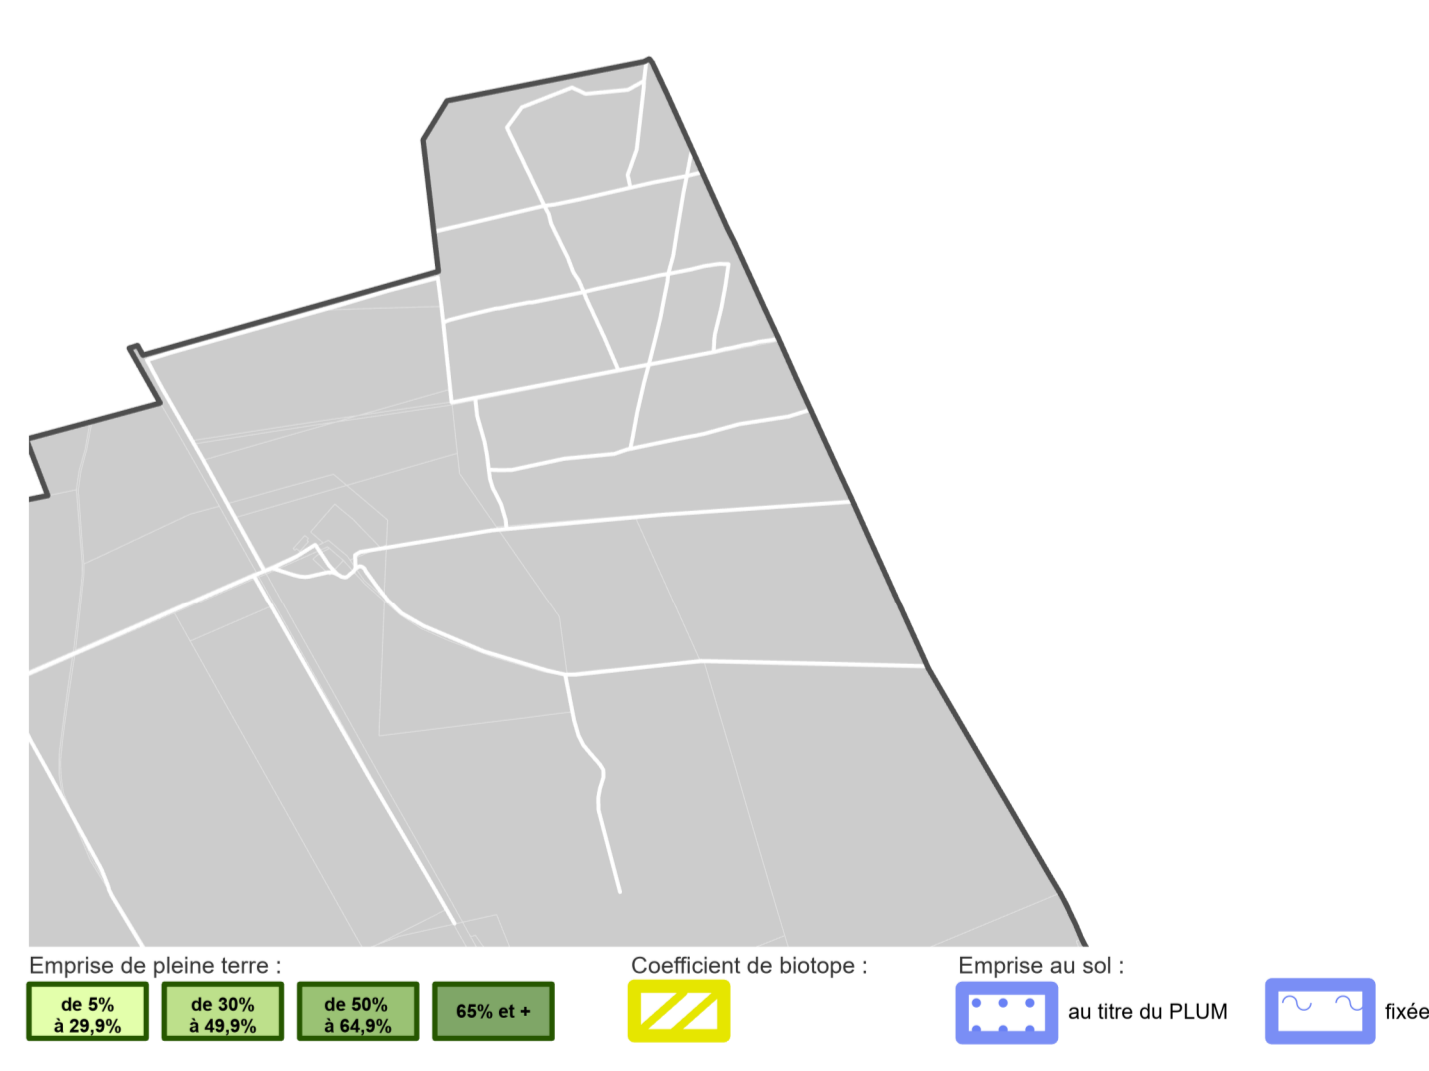 Emprise de pleine terre :
de 5%
à 29,9%
de 30%
à 49,9%
de 50%
à 64,9%
65% et +
Coefficient de biotope :
Emprise au sol :
au titre du PLUM
fixée